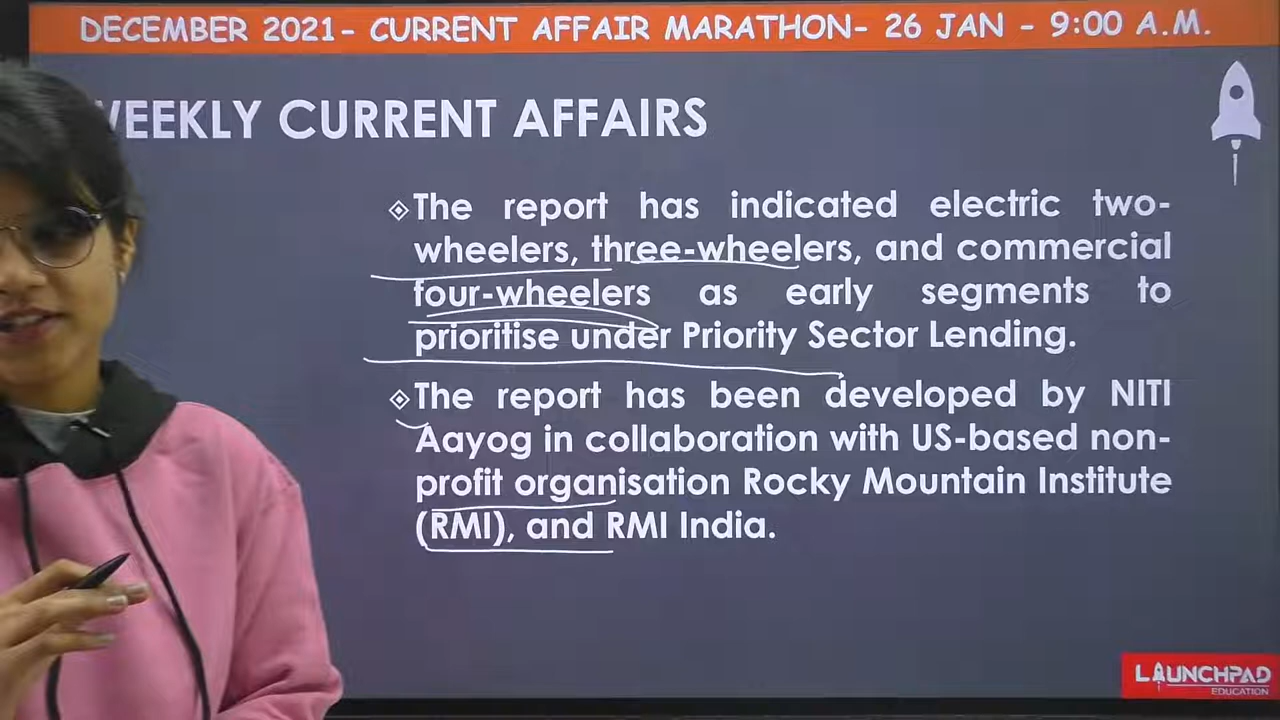 DECEMBER 2021- CURRENT AFFAIR MARATHON- 26 JAN - 9:00 A.M.
WEEKLY CURRENT AFFAIRS
The report has indicated electric two-
wheelers, three-wheelers, and commercial
four-wheelers as early segments to
prioritise under Priority Sector Lending.
The report has been developed by NITI
Aayog in collaboration with US-based non-
profit organisation Rocky Mountain Institute
(RMI), and RMI India.
LAUNCHPAD
EDUCATION